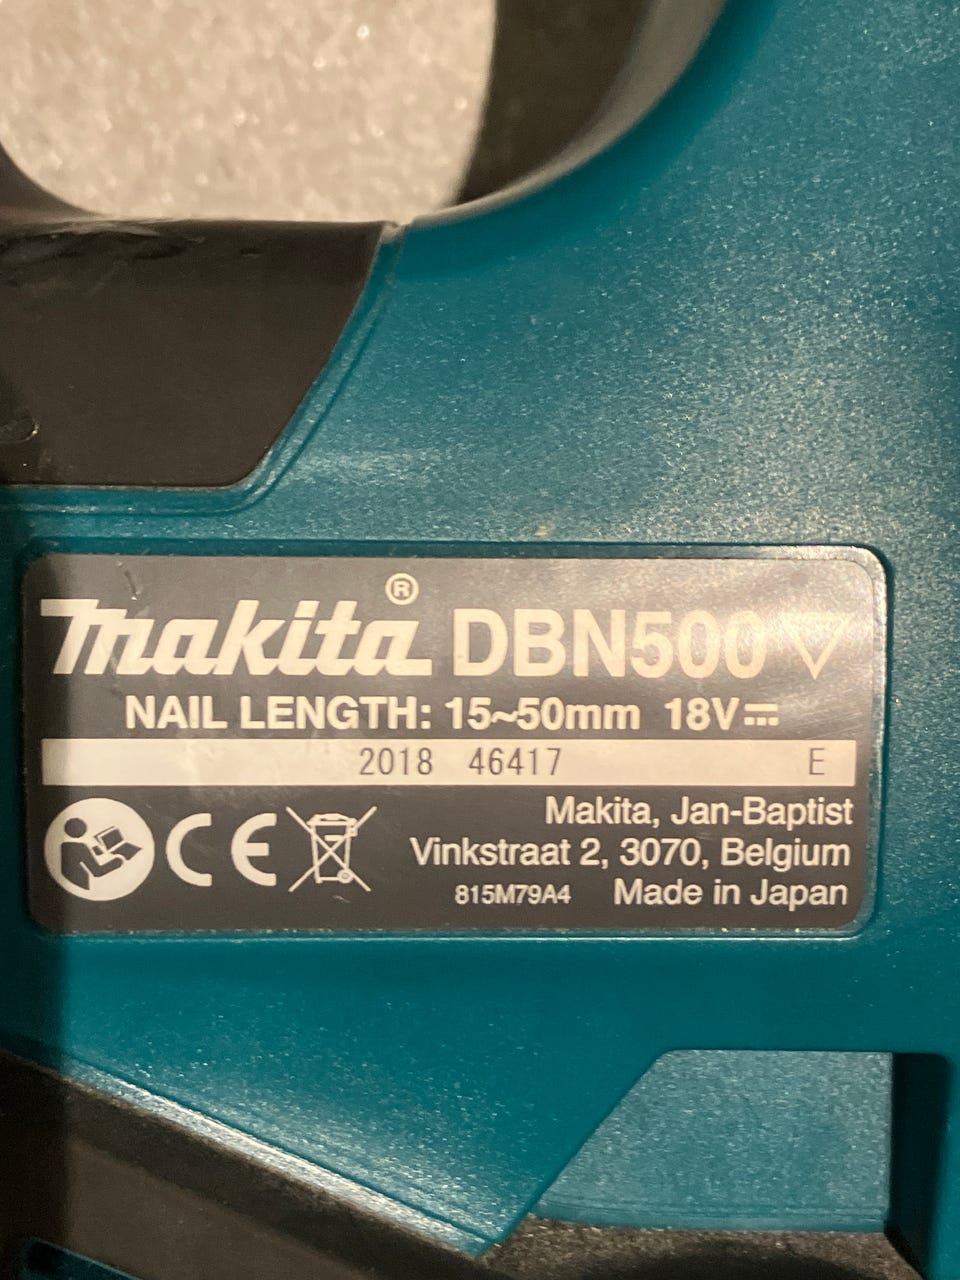 makita® DBN500
NAIL LENGTH: 15~50mm 18V⎓
2018 46417 E
CE
Makita, Jan-Baptist
Vinkstraat 2, 3070, Belgium
815M79A4 Made in Japan